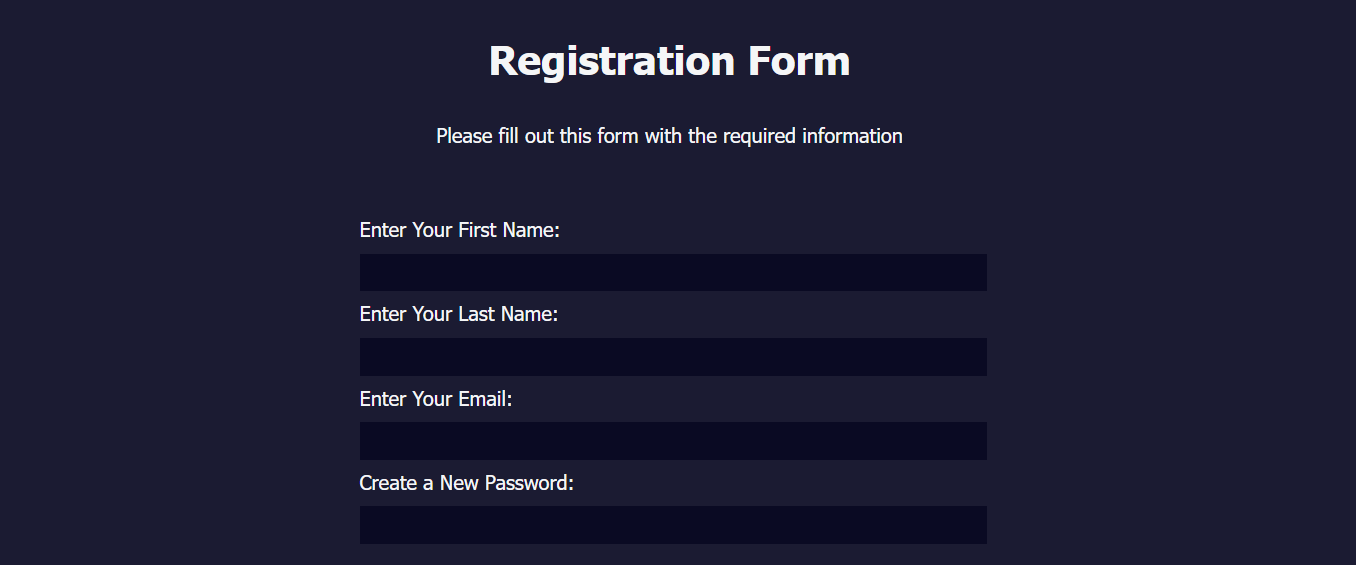 Registration Form
Please fill out this form with the required information
Enter Your First Name:
Enter Your Last Name:
Enter Your Email:
Create a New Password: